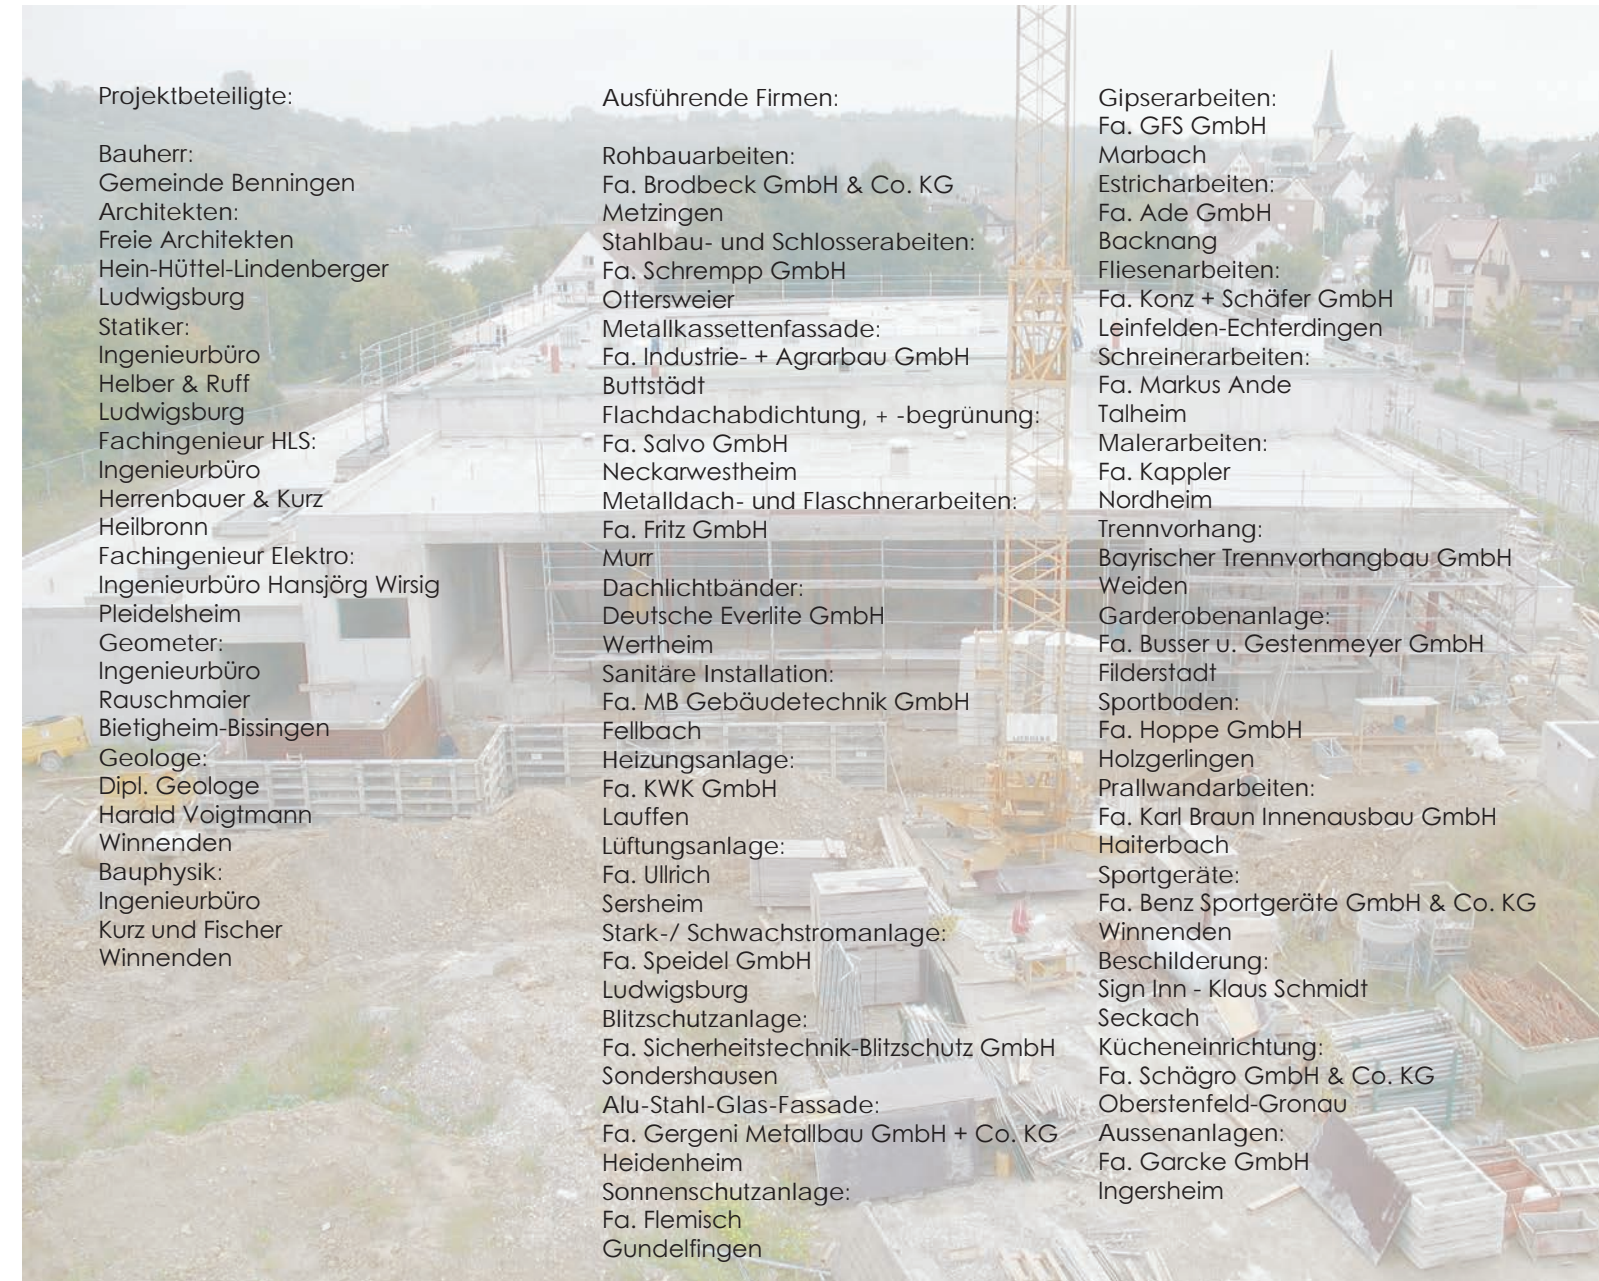 Projektbeteiligte:
Bauherr:
Gemeinde Benningen
Architekten:
Freie Architekten
Hein-Hüttel-Lindenberger
Ludwigsburg
Statiker:
Ingenieurbüro
Helber & Ruff
Ludwigsburg
Fachingenieur HLS:
Ingenieurbüro
Herrenbauer & Kurz
Heilbronn
Fachingenieur Elektro:
Ingenieurbüro Hansjörg Wirsig
Pleidelsheim
Geometer:
Ingenieurbüro
Rauschmaier
Bietigheim-Bissingen
Geologe:
Dipl. Geologe
Harald Voigtmann
Winnenden
Bauphysik:
Ingenieurbüro
Kurz und Fischer
Winnenden
Ausführende Firmen:
Rohbauarbeiten:
Fa. Brodbeck GmbH & Co. KG
Metzingen
Stahlbau- und Schlosserabeiten:
Fa. Schrempp GmbH
Ottersweier
Metallkassettenfassade:
Fa. Industrie- + Agrarbau GmbH
Buttstädt
Flachdachabdichtung, + -begrünung:
Fa. Salvo GmbH
Neckarwestheim
Metalldach- und Flaschnerarbeiten:
Fa. Fritz GmbH
Murr
Dachlichtbänder:
Deutsche Everlite GmbH
Wertheim
Sanitäre Installation:
Fa. MB Gebäudetechnik GmbH
Fellbach
Heizungsanlage:
Fa. KWK GmbH
Lauffen
Lüftungsanlage:
Fa. Ullrich
Sersheim
Stark-/ Schwachstromanlage:
Fa. Speidel GmbH
Ludwigsburg
Blitzschutzanlage:
Fa. Sicherheitstechnik-Blitzschutz GmbH
Sondershausen
Alu-Stahl-Glas-Fassade:
Fa. Gergeni Metallbau GmbH + Co. KG
Heidenheim
Sonnenschutzanlage:
Fa. Flemisch
Gundelfingen
Gipserarbeiten:
Fa. GFS GmbH
Marbach
Estricharbeiten:
Fa. Ade GmbH
Backnang
Fliesenarbeiten:
Fa. Konz + Schäfer GmbH
Leinfelden-Echterdingen
Schreinerarbeiten:
Fa. Markus Ande
Talheim
Malerarbeiten:
Fa. Kappler
Nordheim
Trennvorhang:
Bayrischer Trennvorhangbau GmbH
Weiden
Garderobenanlage:
Fa. Busser u. Gestenmeyer GmbH
Filderstadt
Sportboden:
Fa. Hoppe GmbH
Holzgerlingen
Prallwandarbeiten:
Fa. Karl Braun Innenausbau GmbH
Haiterbach
Sportgeräte:
Fa. Benz Sportgeräte GmbH & Co. KG
Winnenden
Beschilderung:
Sign Inn - Klaus Schmidt
Seckach
Kücheneinrichtung:
Fa. Schägro GmbH & Co. KG
Oberstenfeld-Gronau
Aussenanlagen:
Fa. Garcke GmbH
Ingersheim